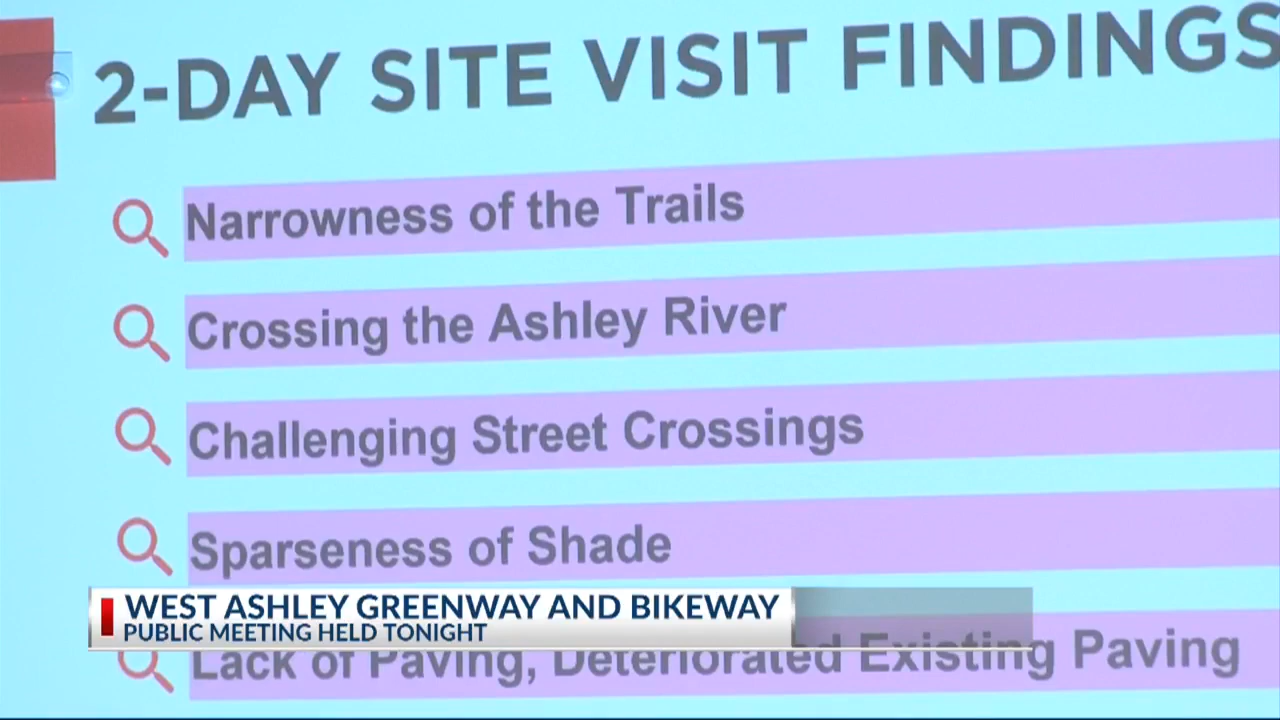 2-DAY SITE VISIT FINDINGS
Narrowness of the Trails
Crossing the Ashley River
Challenging Street Crossings
Sparseness of Shade
WEST ASHLEY GREENWAY AND BIKEWAY
PUBLIC MEETING HELD TONIGHT
Lack of Paving, Deteriorated Existing Paving